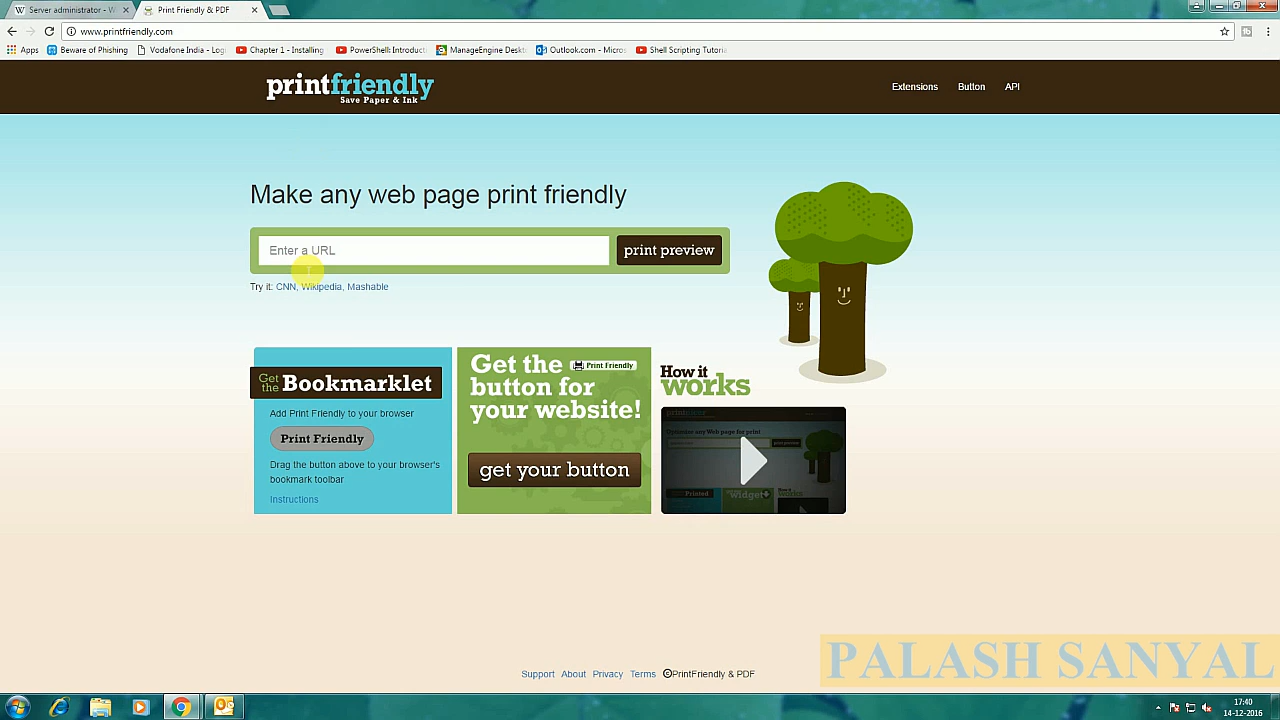 Server administrator - W
Print Friendly & PDF
www.printfriendly.com
Apps
Beware of Phishing
Vodafone India - Log
Chapter 1 - Installing
PowerShell: Introduct
ManageEngine Desk
Outlook.com - Micros
Shell Scripting Tutoria
printfriendly
Save Paper & Ink
Extensions
Button
API
Make any web page print friendly
Enter a URL
print preview
Try it: CNN, Wikipedia, Mashable
Get the Bookmarklet
Add Print Friendly to your browser
Print Friendly
Drag the button above to your browser's
bookmark toolbar
Instructions
Get the Print Friendly
button for
your website!
get your button
How it
works
Support About Privacy Terms ©PrintFriendly & PDF
PALASH SANYAL
17:40
14-12-2016